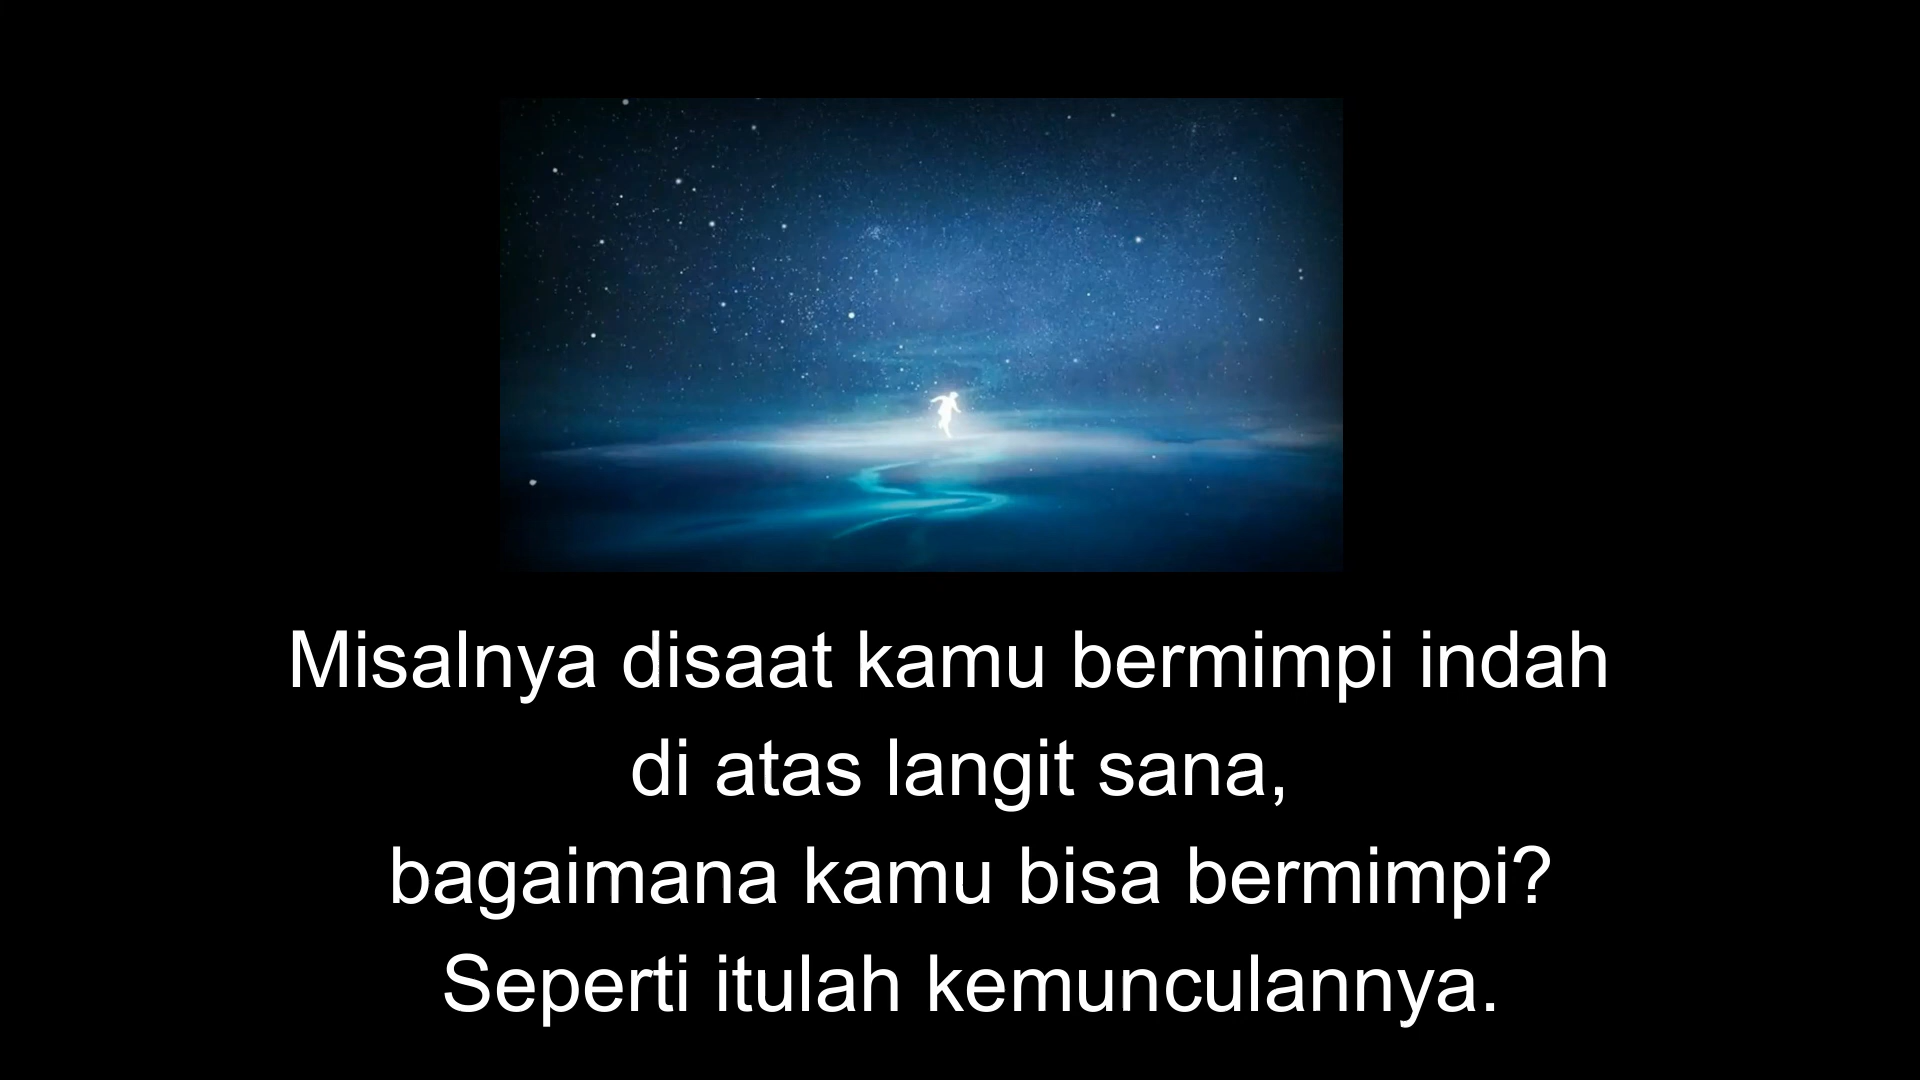 Misalnya disaat kamu bermimpi indah
di atas langit sana,
bagaimana kamu bisa bermimpi?
Seperti itulah kemunculannya.